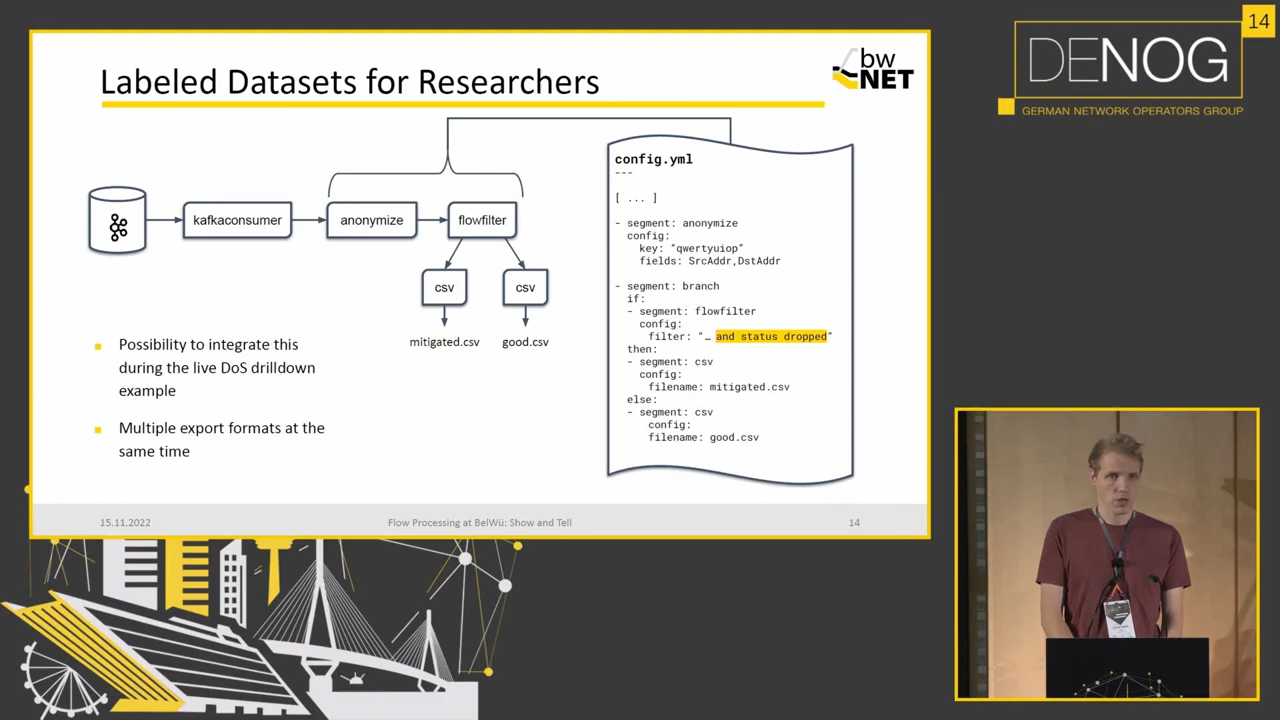 14
DENOG
GERMAN NETWORK OPERATORS GROUP
Labeled Datasets for Researchers
bw
NET
kafkaconsumer
anonymize
flowfilter
csv
csv
mitigated.csv
good.csv
Possibility to integrate this
during the live DoS drilldown
example
Multiple export formats at the
same time
config.yml
---
[ ... ]
- segment: anonymize
config:
key: “qwertyuiop”
fields: SrcAddr,DstAddr
- segment: branch
if:
- segment: flowfilter
config:
filter: “… and status dropped”
then:
- segment: csv
config:
filename: mitigated.csv
else:
- segment: csv
config:
filename: good.csv
15.11.2022
Flow Processing at BelWü: Show and Tell
14